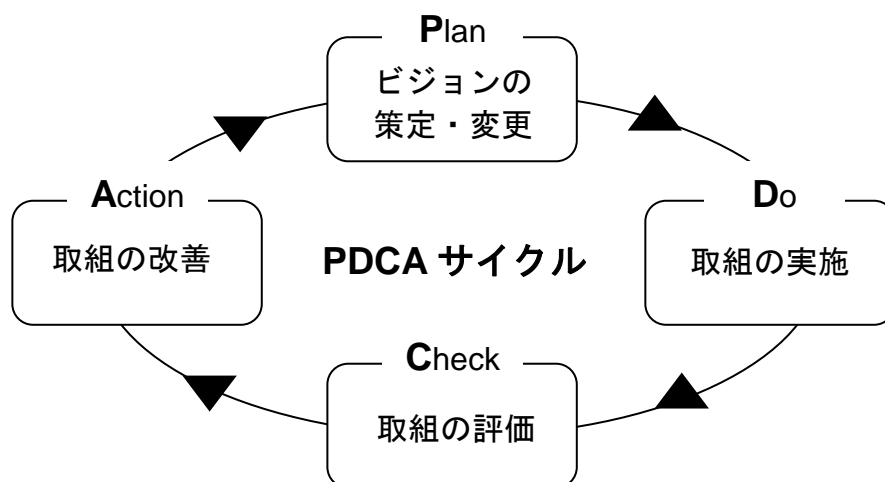 Plan
ビジョンの
策定・変更
Action
取組の改善
PDCA サイクル
Do
取組の実施
Check
取組の評価